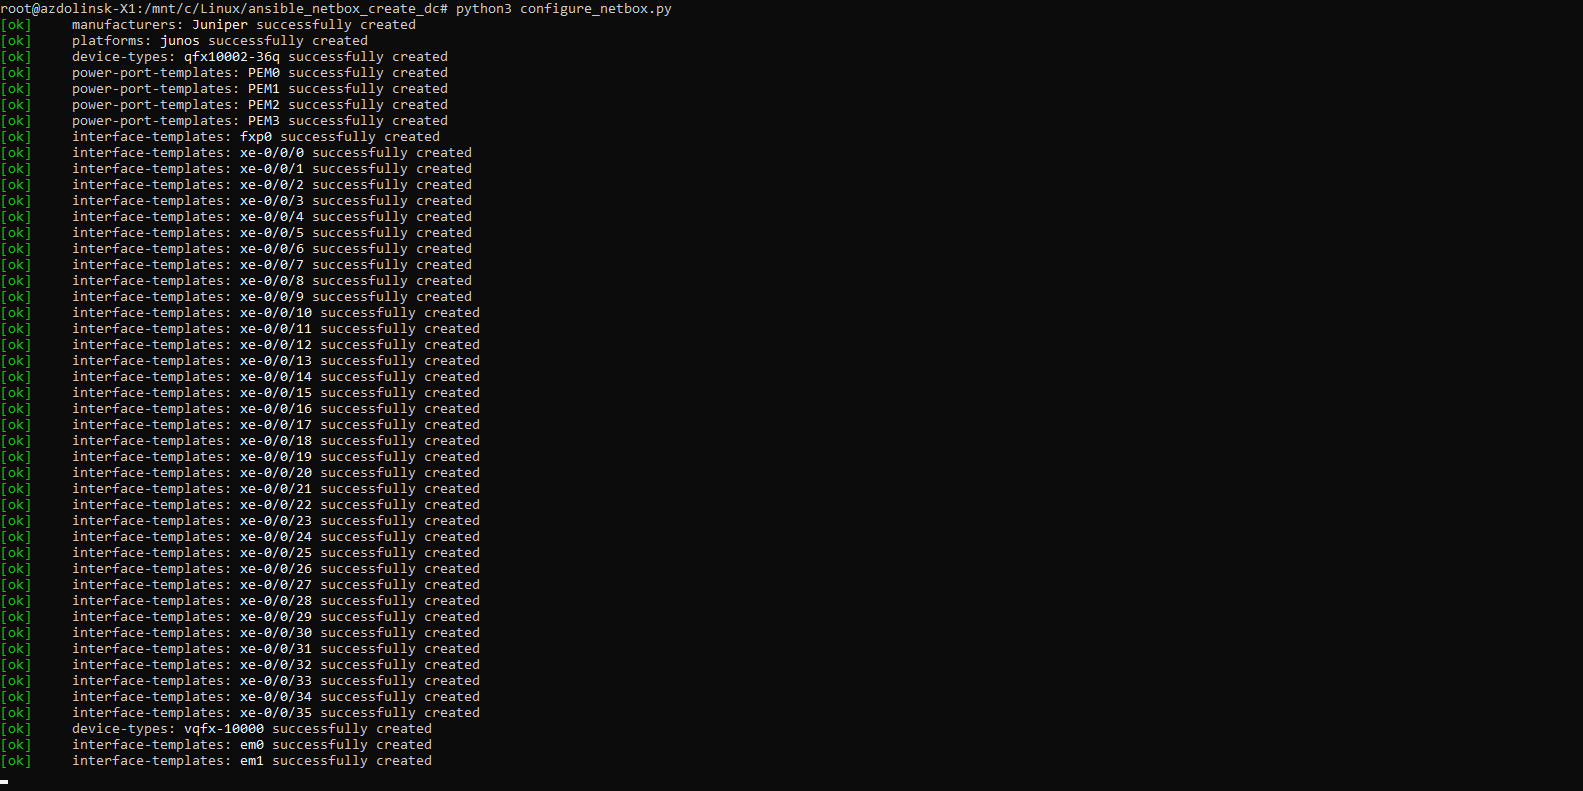 root@azdolinsk-X1:/mnt/c/Linux/ansible_netbox_create_dc# python3 configure_netbox.py
[ok]     manufacturers: Juniper successfully created
[ok]     platforms: junos successfully created
[ok]     device-types: qfx10002-36q successfully created
[ok]     power-port-templates: PEM0 successfully created
[ok]     power-port-templates: PEM1 successfully created
[ok]     power-port-templates: PEM2 successfully created
[ok]     power-port-templates: PEM3 successfully created
[ok]     interface-templates: fxp0 successfully created
[ok]     interface-templates: xe-0/0/0 successfully created
[ok]     interface-templates: xe-0/0/1 successfully created
[ok]     interface-templates: xe-0/0/2 successfully created
[ok]     interface-templates: xe-0/0/3 successfully created
[ok]     interface-templates: xe-0/0/4 successfully created
[ok]     interface-templates: xe-0/0/5 successfully created
[ok]     interface-templates: xe-0/0/6 successfully created
[ok]     interface-templates: xe-0/0/7 successfully created
[ok]     interface-templates: xe-0/0/8 successfully created
[ok]     interface-templates: xe-0/0/9 successfully created
[ok]     interface-templates: xe-0/0/10 successfully created
[ok]     interface-templates: xe-0/0/11 successfully created
[ok]     interface-templates: xe-0/0/12 successfully created
[ok]     interface-templates: xe-0/0/13 successfully created
[ok]     interface-templates: xe-0/0/14 successfully created
[ok]     interface-templates: xe-0/0/15 successfully created
[ok]     interface-templates: xe-0/0/16 successfully created
[ok]     interface-templates: xe-0/0/17 successfully created
[ok]     interface-templates: xe-0/0/18 successfully created
[ok]     interface-templates: xe-0/0/19 successfully created
[ok]     interface-templates: xe-0/0/20 successfully created
[ok]     interface-templates: xe-0/0/21 successfully created
[ok]     interface-templates: xe-0/0/22 successfully created
[ok]     interface-templates: xe-0/0/23 successfully created
[ok]     interface-templates: xe-0/0/24 successfully created
[ok]     interface-templates: xe-0/0/25 successfully created
[ok]     interface-templates: xe-0/0/26 successfully created
[ok]     interface-templates: xe-0/0/27 successfully created
[ok]     interface-templates: xe-0/0/28 successfully created
[ok]     interface-templates: xe-0/0/29 successfully created
[ok]     interface-templates: xe-0/0/30 successfully created
[ok]     interface-templates: xe-0/0/31 successfully created
[ok]     interface-templates: xe-0/0/32 successfully created
[ok]     interface-templates: xe-0/0/33 successfully created
[ok]     interface-templates: xe-0/0/34 successfully created
[ok]     interface-templates: xe-0/0/35 successfully created
[ok]     device-types: vqfx-10000 successfully created
[ok]     interface-templates: em0 successfully created
[ok]     interface-templates: em1 successfully created